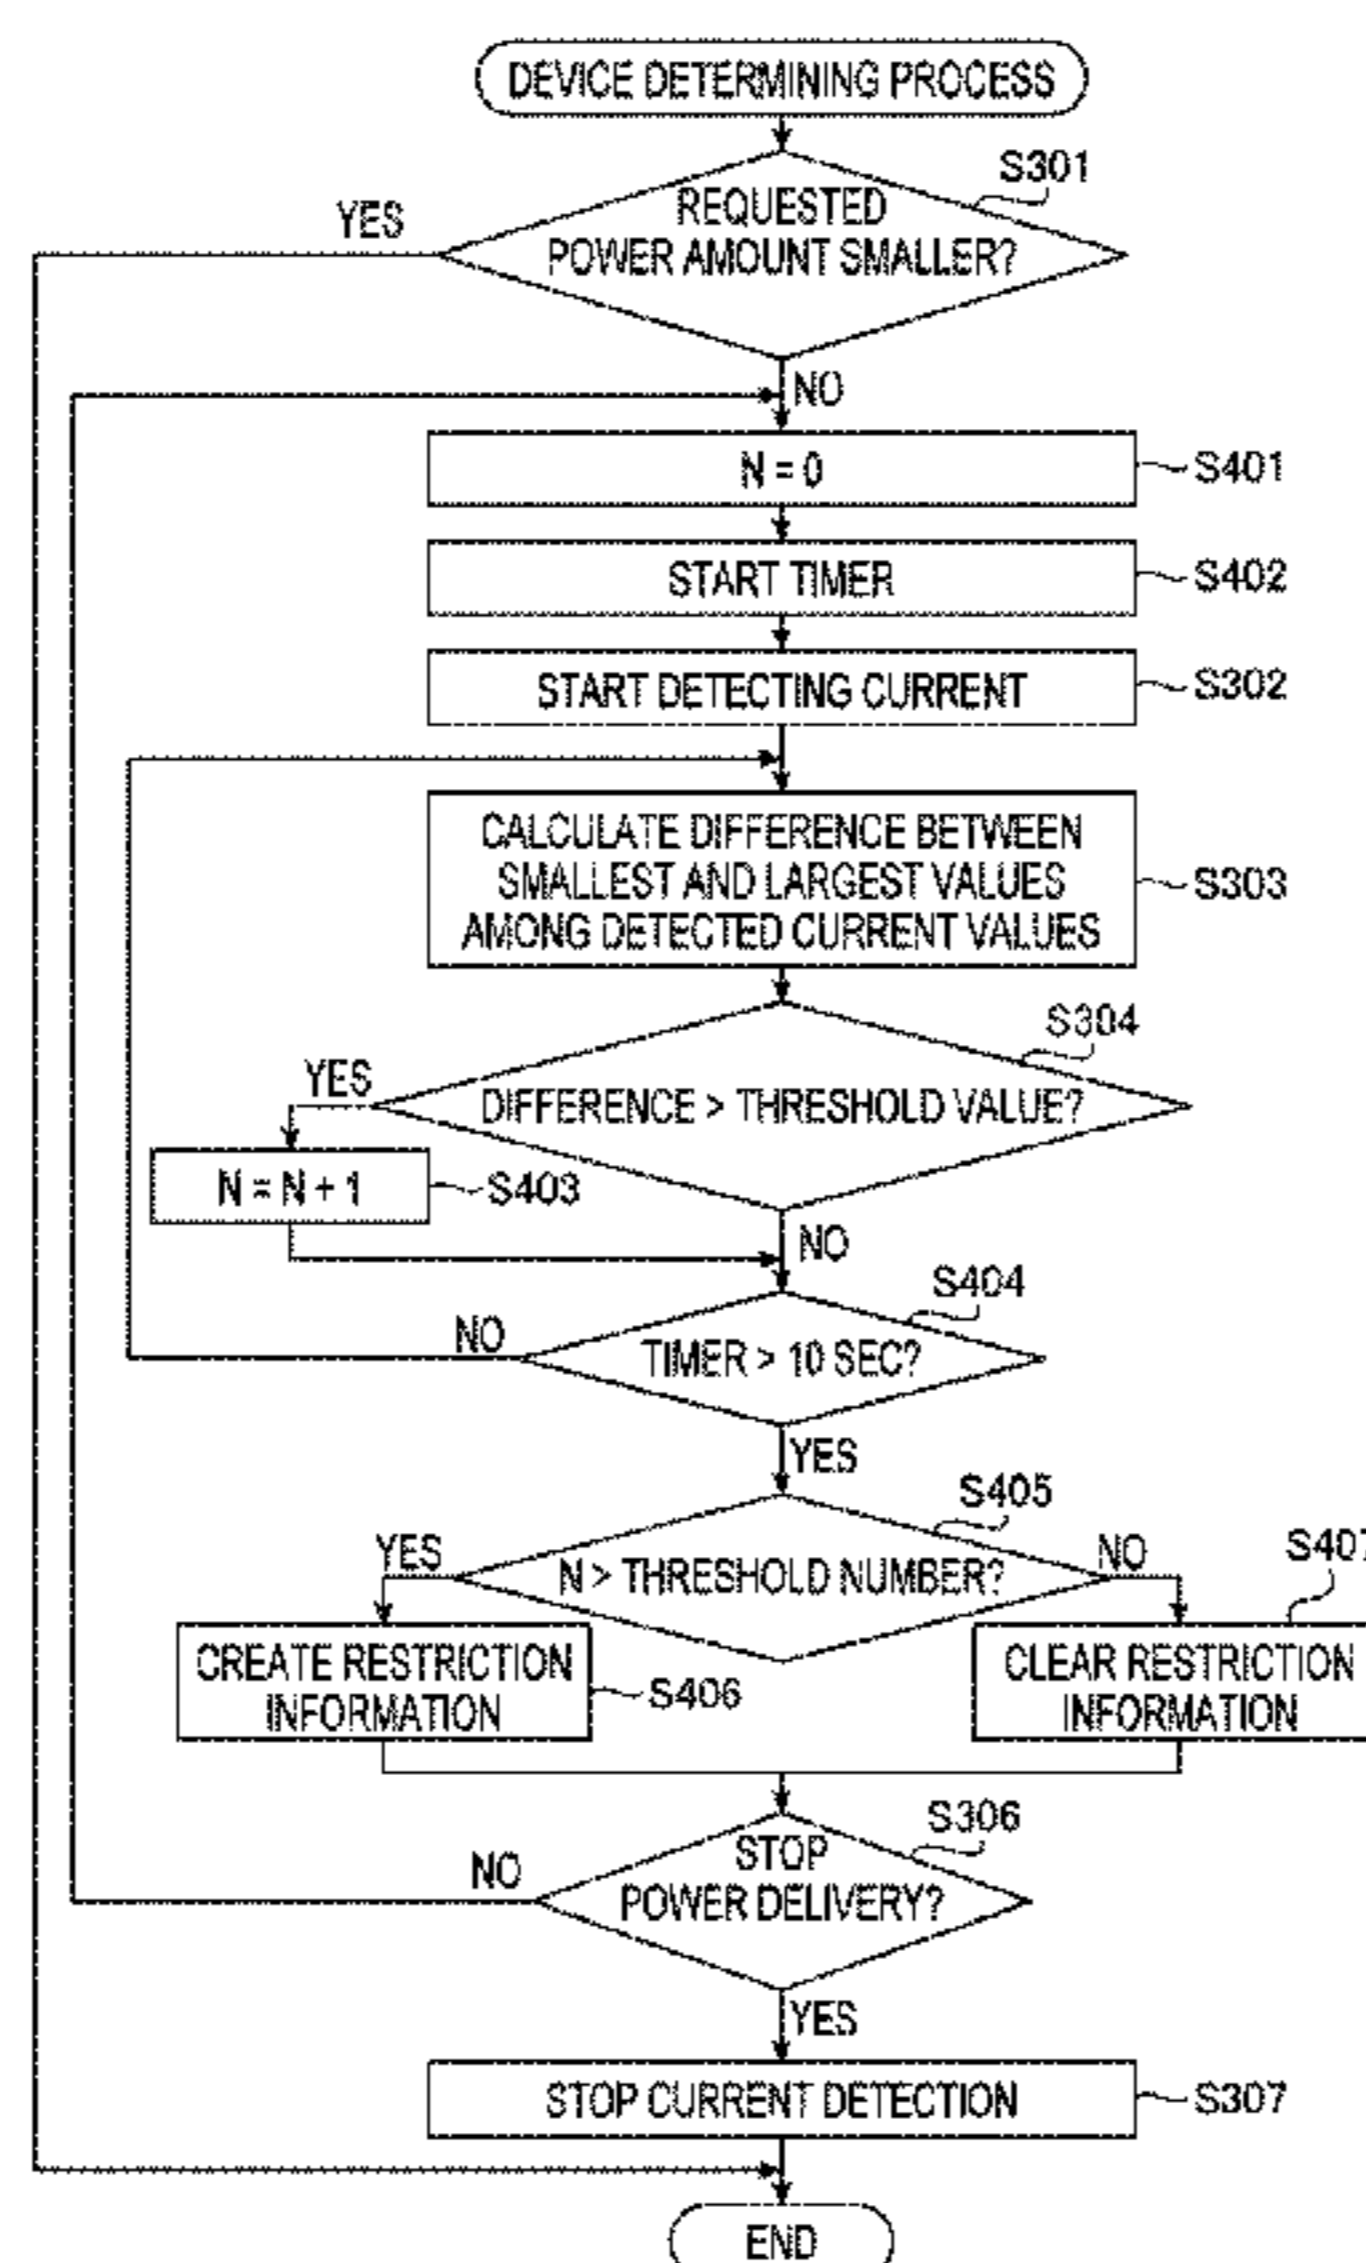 DEVICE DETERMINING PROCESS
S301
YES
REQUESTED
POWER AMOUNT SMALLER?
NO
N = 0
S401
START TIMER
S402
START DETECTING CURRENT
S302
CALCULATE DIFFERENCE BETWEEN
SMALLEST AND LARGEST VALUES
AMONG DETECTED CURRENT VALUES
S303
S304
YES
DIFFERENCE > THRESHOLD VALUE?
N = N + 1
S403
NO
S404
NO
TIMER > 10 SEC?
YES
S405
YES
N > THRESHOLD NUMBER?
NO
S407
CREATE RESTRICTION
INFORMATION
S406
CLEAR RESTRICTION
INFORMATION
S306
NO
STOP
POWER DELIVERY?
YES
STOP CURRENT DETECTION
S307
END